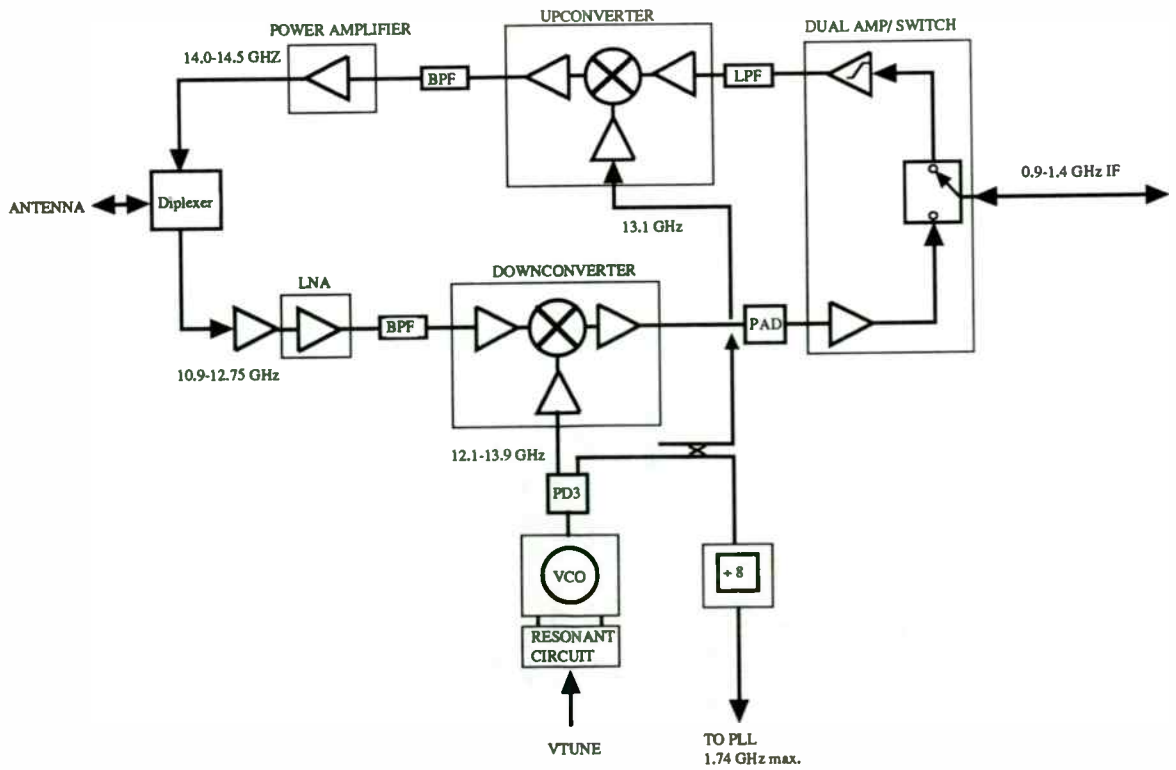 UPCONVERTER
POWER AMPLIFIER
DUAL AMP/ SWITCH
14.0-14.5 GHZ
BPF
LPF
0.9-1.4 GHz IF
ANTENNA
Diplexer
13.1 GHz
DOWNCONVERTER
LNA
BPF
PAD
10.9-12.75 GHz
12.1-13.9 GHz
PD3
VCO
÷ 8
RESONANT
CIRCUIT
VTUNE
TO PLL
1.74 GHz max.